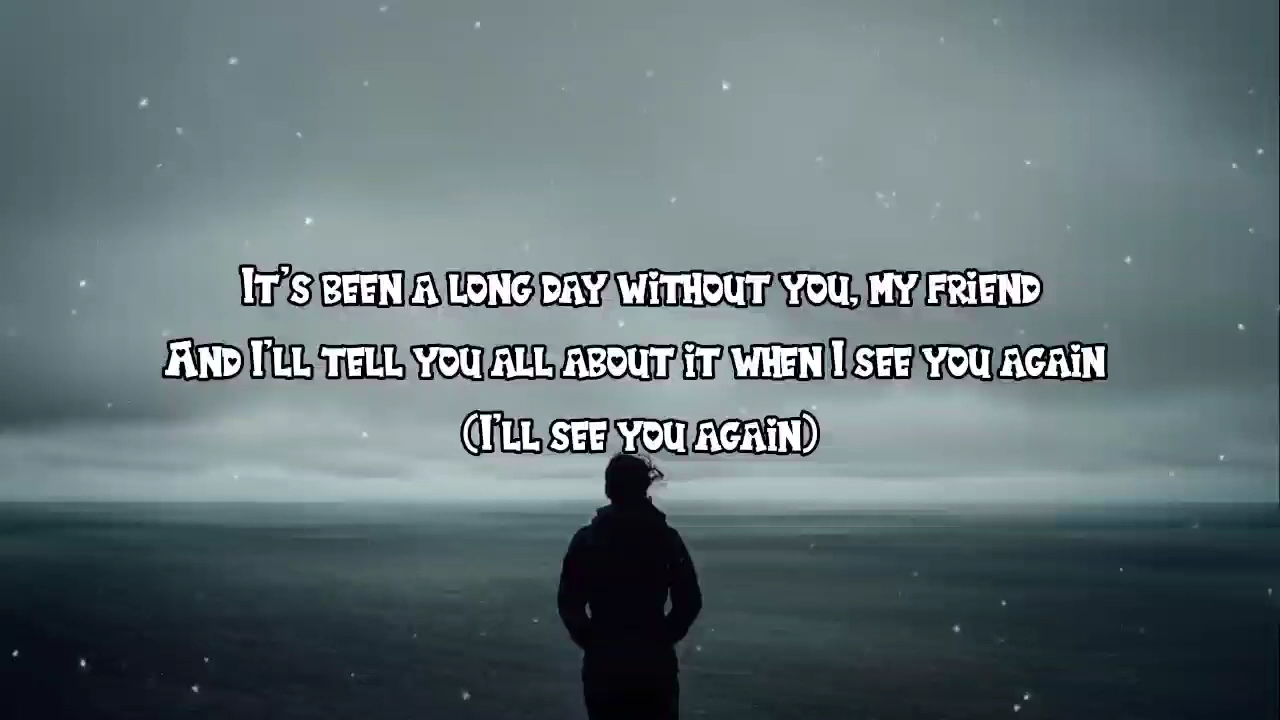 It's been a long day without you, my friend
And I'll tell you all about it when I see you again
(I'll see you again)